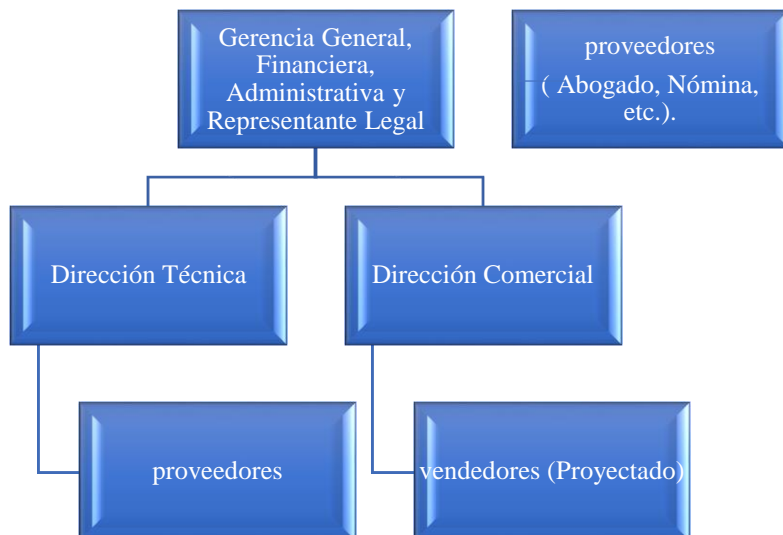 Gerencia General,
Financiera,
Administrativa y
Representante Legal
proveedores
( Abogado, Nómina,
etc.).
Dirección Técnica
Dirección Comercial
proveedores
vendedores (Proyectado)